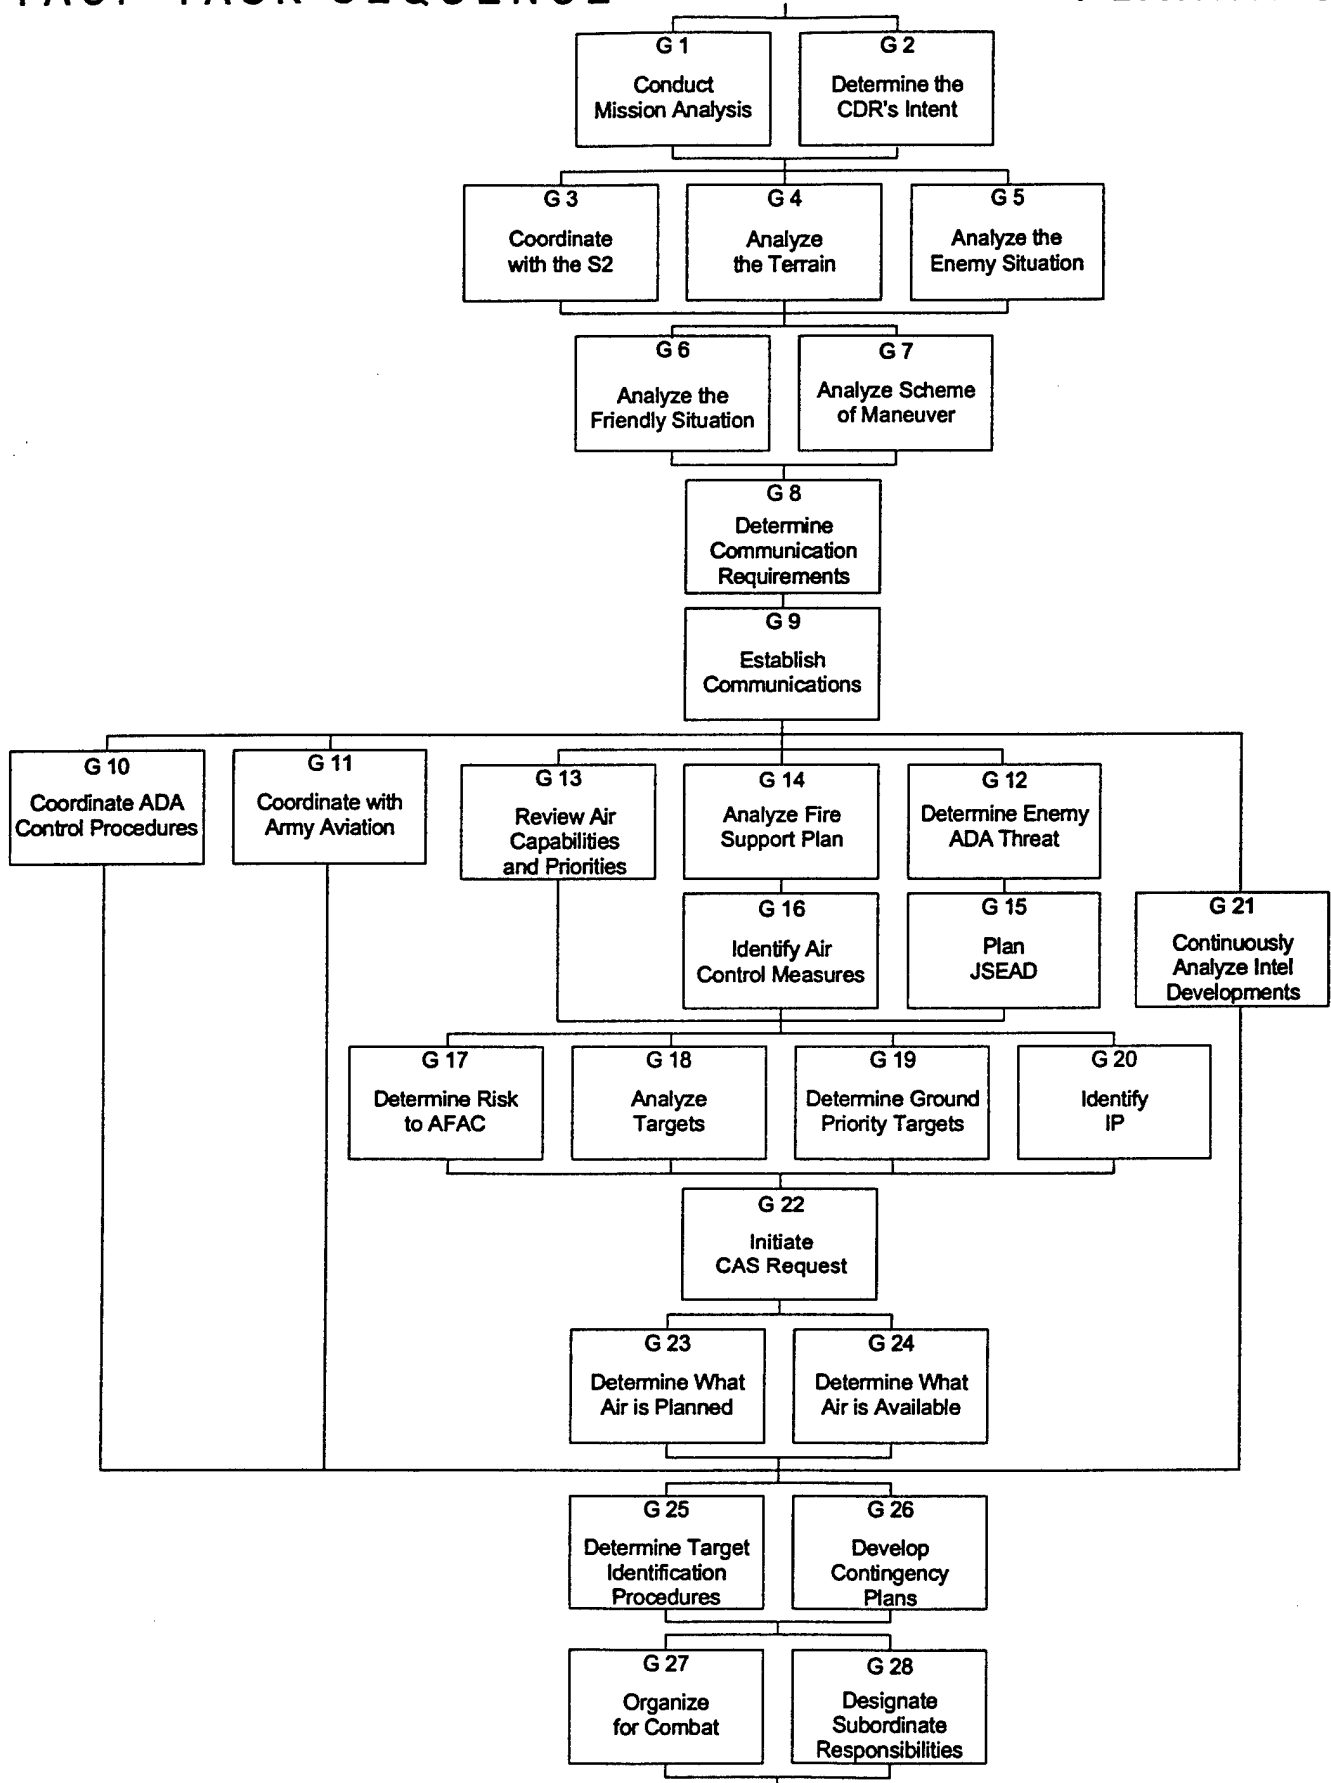 TASK SEQUENCE
G 1
Conduct
Mission Analysis
G 2
Determine the
CDR's Intent
G 3
Coordinate
with the S2
G 4
Analyze
the Terrain
G 5
Analyze the
Enemy Situation
G 6
Analyze the
Friendly Situation
G 7
Analyze Scheme
of Maneuver
G 8
Determine
Communication
Requirements
G 9
Establish
Communications
G 10
Coordinate ADA
Control Procedures
G 11
Coordinate with
Army Aviation
G 13
Review Air
Capabilities
and Priorities
G 14
Analyze Fire
Support Plan
G 12
Determine Enemy
ADA Threat
G 16
Identify Air
Control Measures
G 15
Plan
JSEAD
G 21
Continuously
Analyze Intel
Developments
G 17
Determine Risk
to AFAC
G 18
Analyze
Targets
G 19
Determine Ground
Priority Targets
G 20
Identify
IP
G 22
Initiate
CAS Request
G 23
Determine What
Air is Planned
G 24
Determine What
Air is Available
G 25
Determine Target
Identification
Procedures
G 26
Develop
Contingency
Plans
G 27
Organize
for Combat
G 28
Designate
Subordinate
Responsibilities